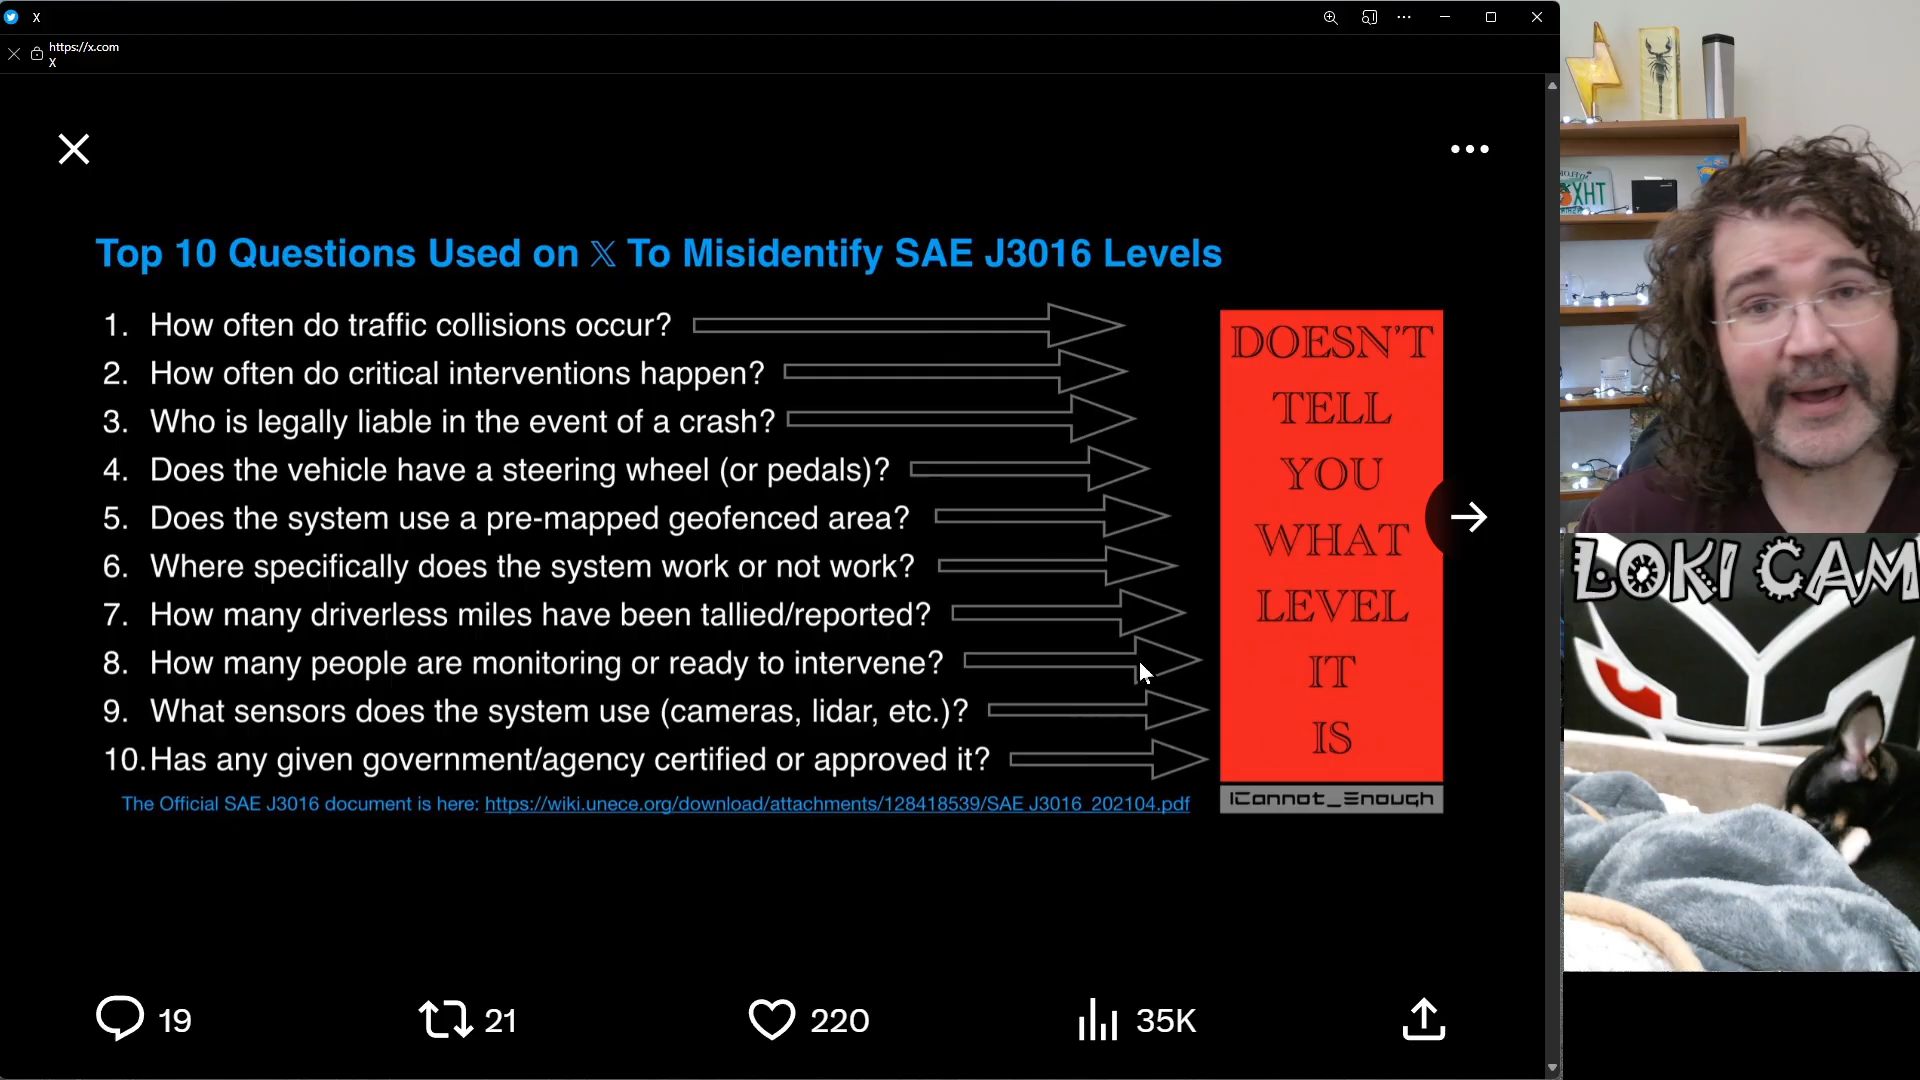 X
https://x.com
X
Top 10 Questions Used on 𝕏 To Misidentify SAE J3016 Levels
1. How often do traffic collisions occur?
2. How often do critical interventions happen?
3. Who is legally liable in the event of a crash?
4. Does the vehicle have a steering wheel (or pedals)?
5. Does the system use a pre-mapped geofenced area?
6. Where specifically does the system work or not work?
7. How many driverless miles have been tallied/reported?
8. How many people are monitoring or ready to intervene?
9. What sensors does the system use (cameras, lidar, etc.)?
10. Has any given government/agency certified or approved it?
The Official SAE J3016 document is here: https://wiki.unece.org/download/attachments/128418539/SAE J3016_202104.pdf
DOESN'T
TELL
YOU
WHAT
LEVEL
IT
IS
ICannot_Enough
19
21
220
35K
LOKI CAM